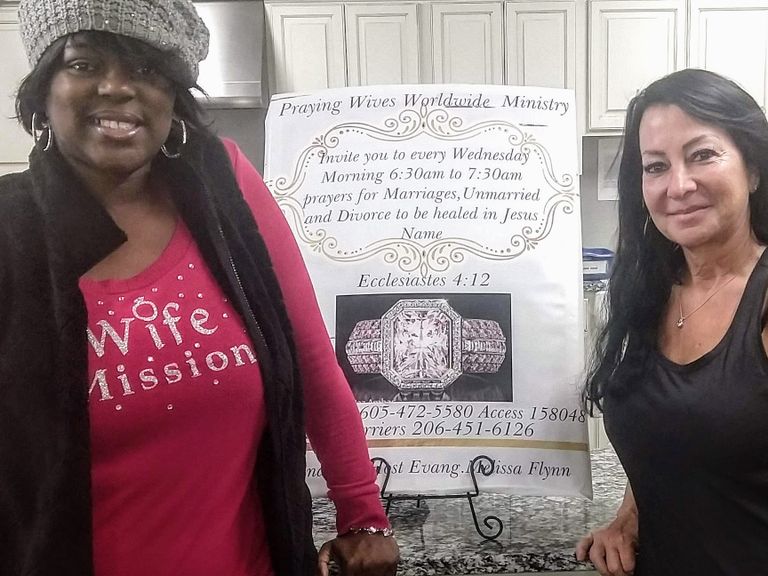 Praying Wives Worldwide Ministry
Invite you to every Wednesday
Morning 6:30am to 7:30am
prayers for Marriages,Unmarried
and Divorce to be healed in Jesus
Name
Ecclesiastes 4:12
605-472-5580 Access 158048
rriers 206-451-6126
Host Evang.Melissa Flynn
Wife
Mission